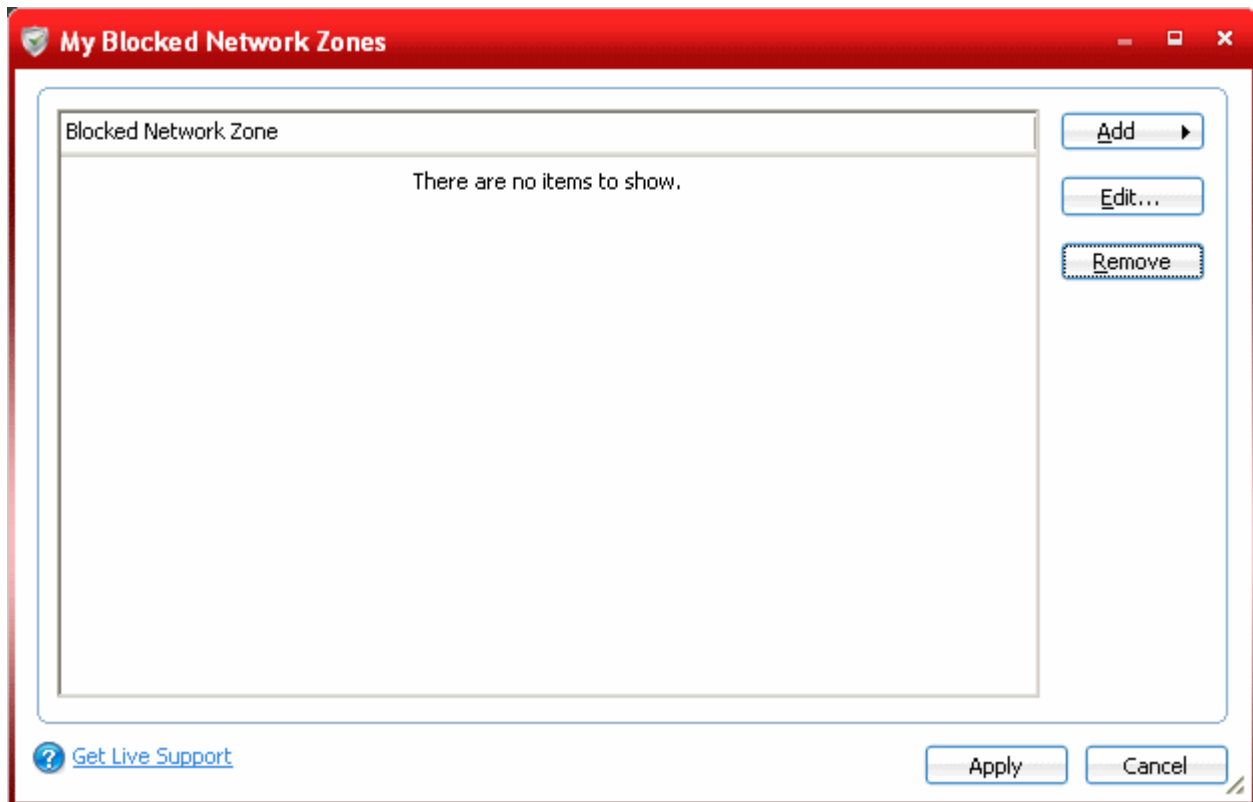 My Blocked Network Zones
Blocked Network Zone
There are no items to show.
Add
Edit...
Remove
Get Live Support
Apply
Cancel